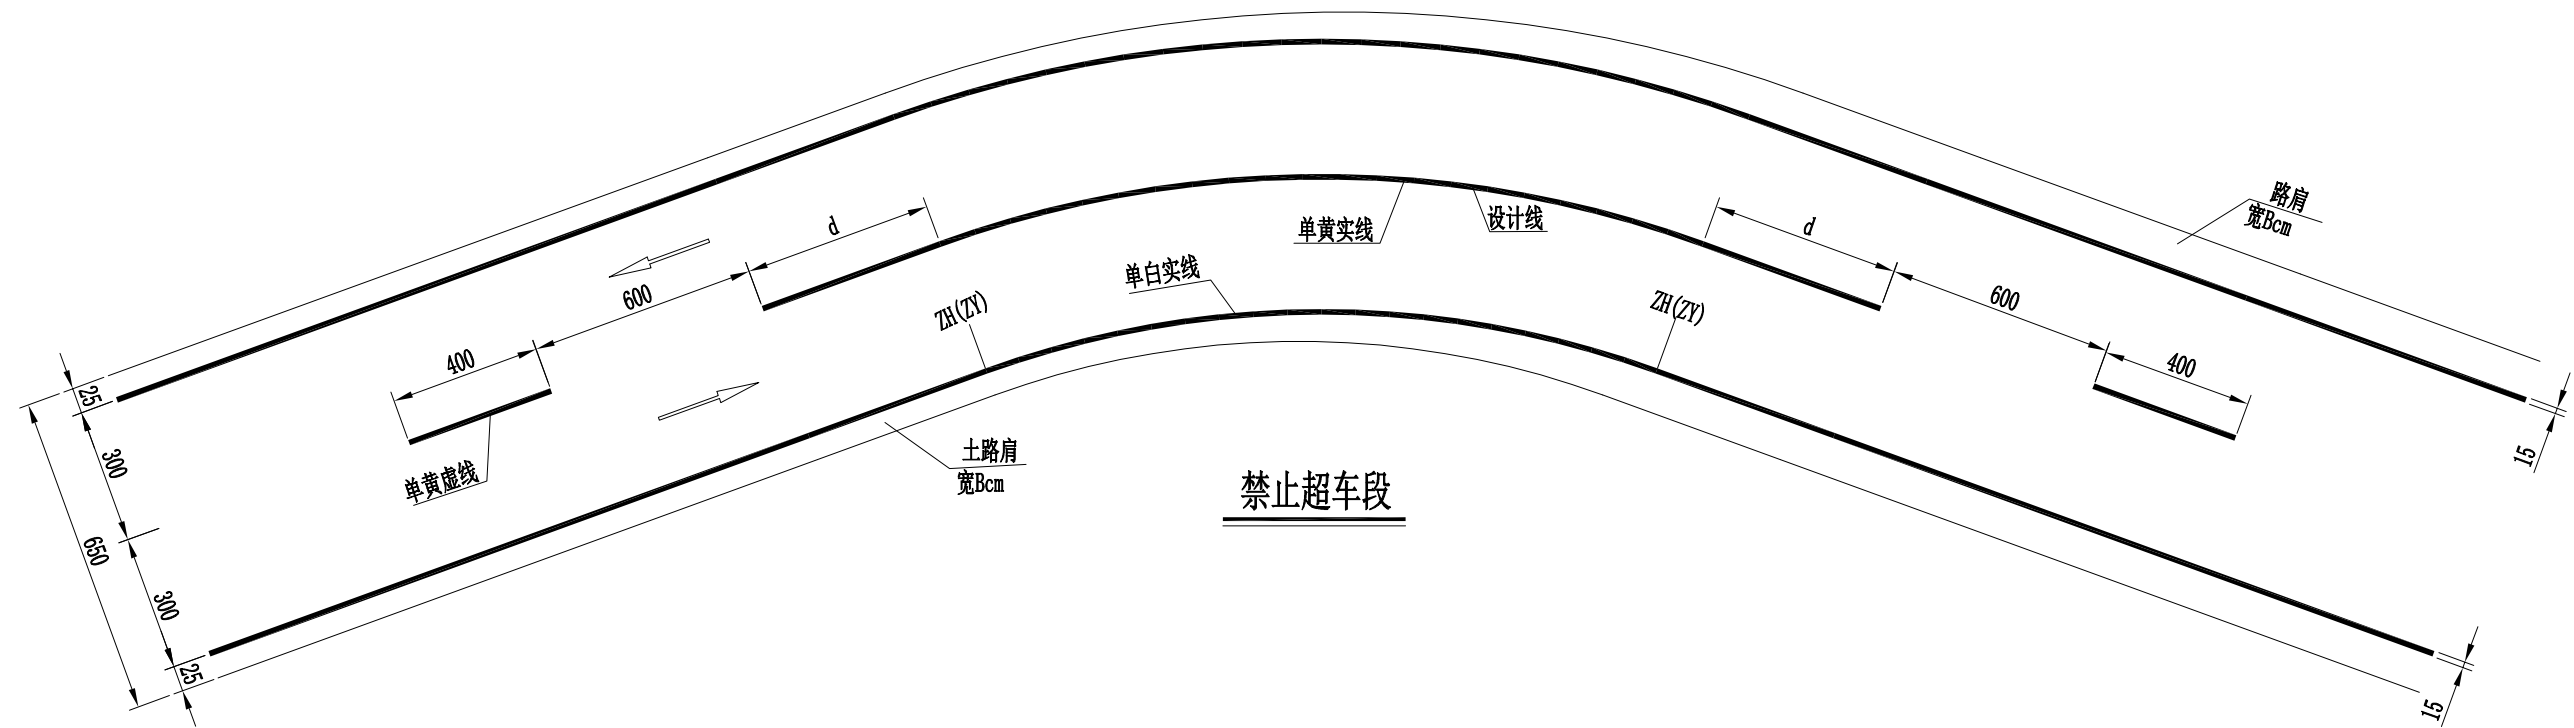 路肩
宽Bcm
设计线
单黄实线
单白实线
d
d
600
600
400
400
ZH(ZY)
ZH(ZY)
25
300
650
300
25
单黄虚线
土路肩
宽Bcm
禁止超车段
15
15